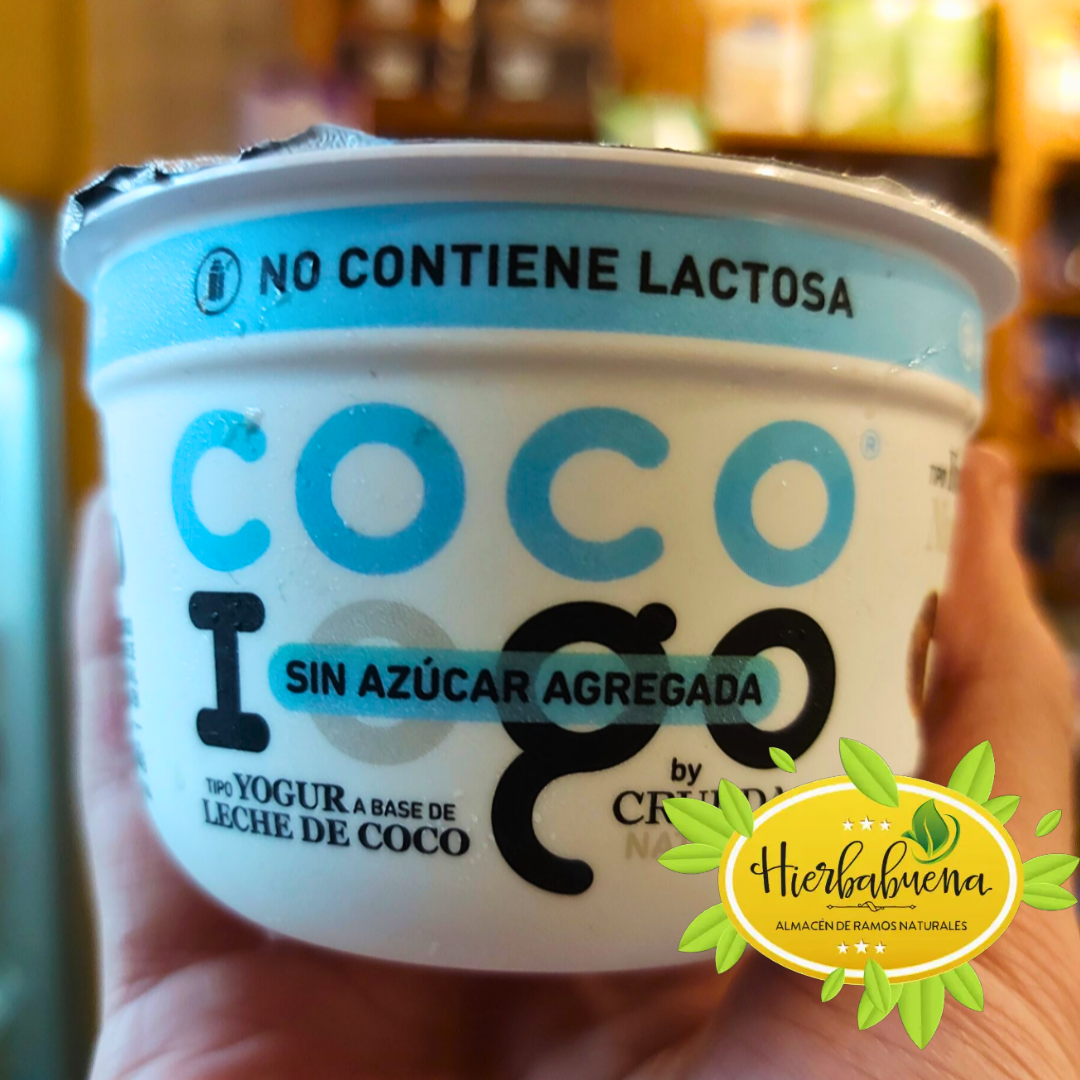 NO CONTIENE LACTOSA
COCO®
Iogo
SIN AZÚCAR AGREGADA
TIPO YOGUR A BASE DE
LECHE DE COCO
by
Hierbabuena
ALMACÉN DE RAMOS NATURALES